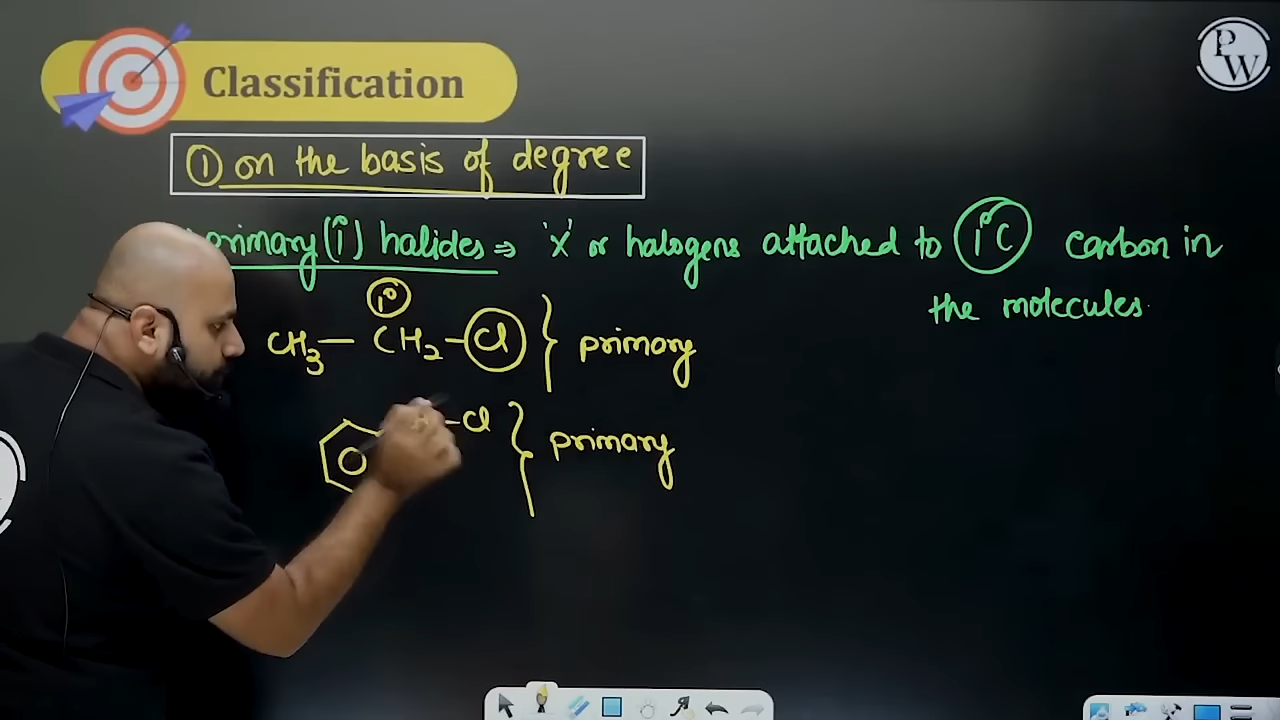 PW
Classification
① on the basis of degree
primary (1°) halides ⇒ 'X' or halogens attached to 1°C carbon in
the molecules.
1°
CH3 — CH2 — Cl } primary
— Cl } primary